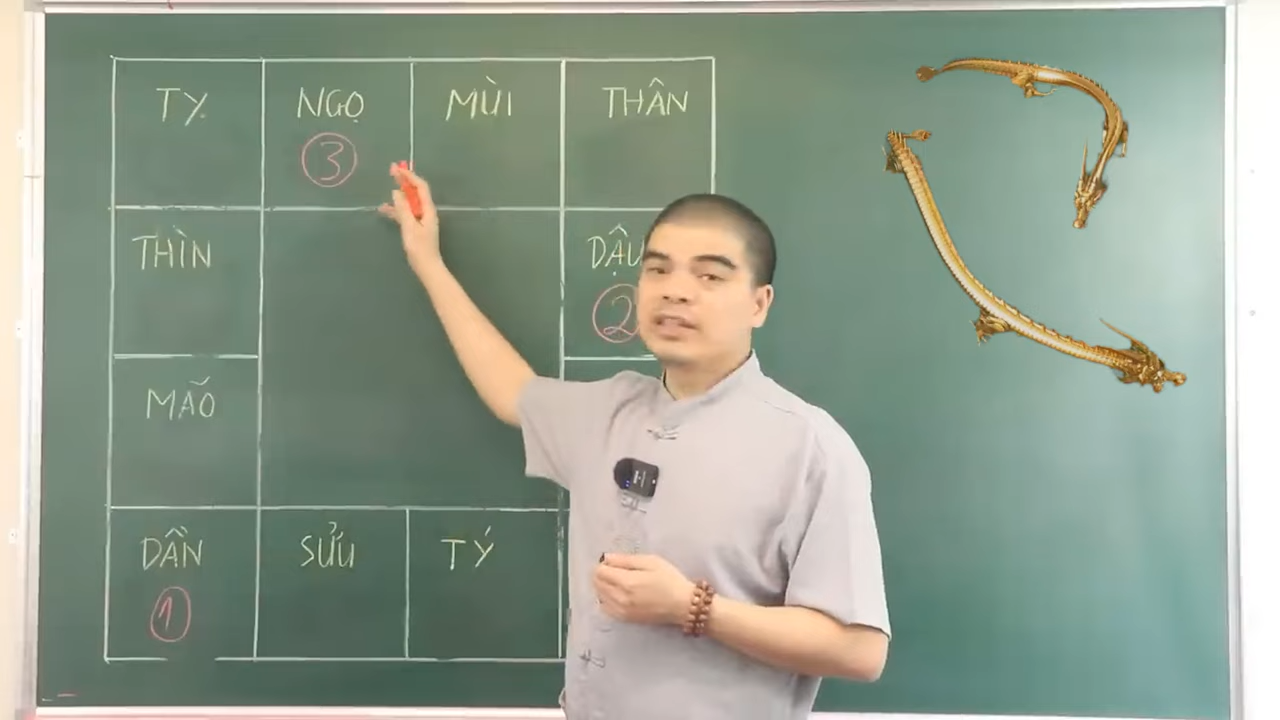 TỴ NGỌ MÙI THÂN
3
THÌN DẬU
2
MÃO
DẦN SỬU TÝ
1